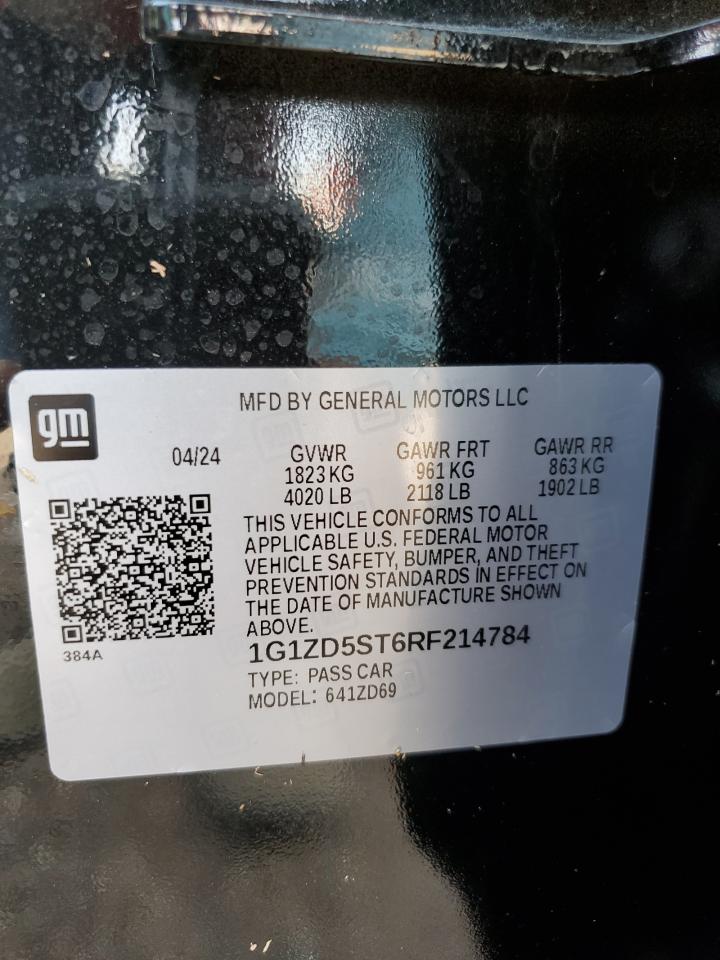 gm
MFD BY GENERAL MOTORS LLC
04/24 GVWR GAWR FRT GAWR RR
1823 KG 961 KG 863 KG
4020 LB 2118 LB 1902 LB
THIS VEHICLE CONFORMS TO ALL
APPLICABLE U.S. FEDERAL MOTOR
VEHICLE SAFETY, BUMPER, AND THEFT
PREVENTION STANDARDS IN EFFECT ON
THE DATE OF MANUFACTURE SHOWN
ABOVE.
384A
1G1ZD5ST6RF214784
TYPE: PASS CAR
MODEL: 641ZD69